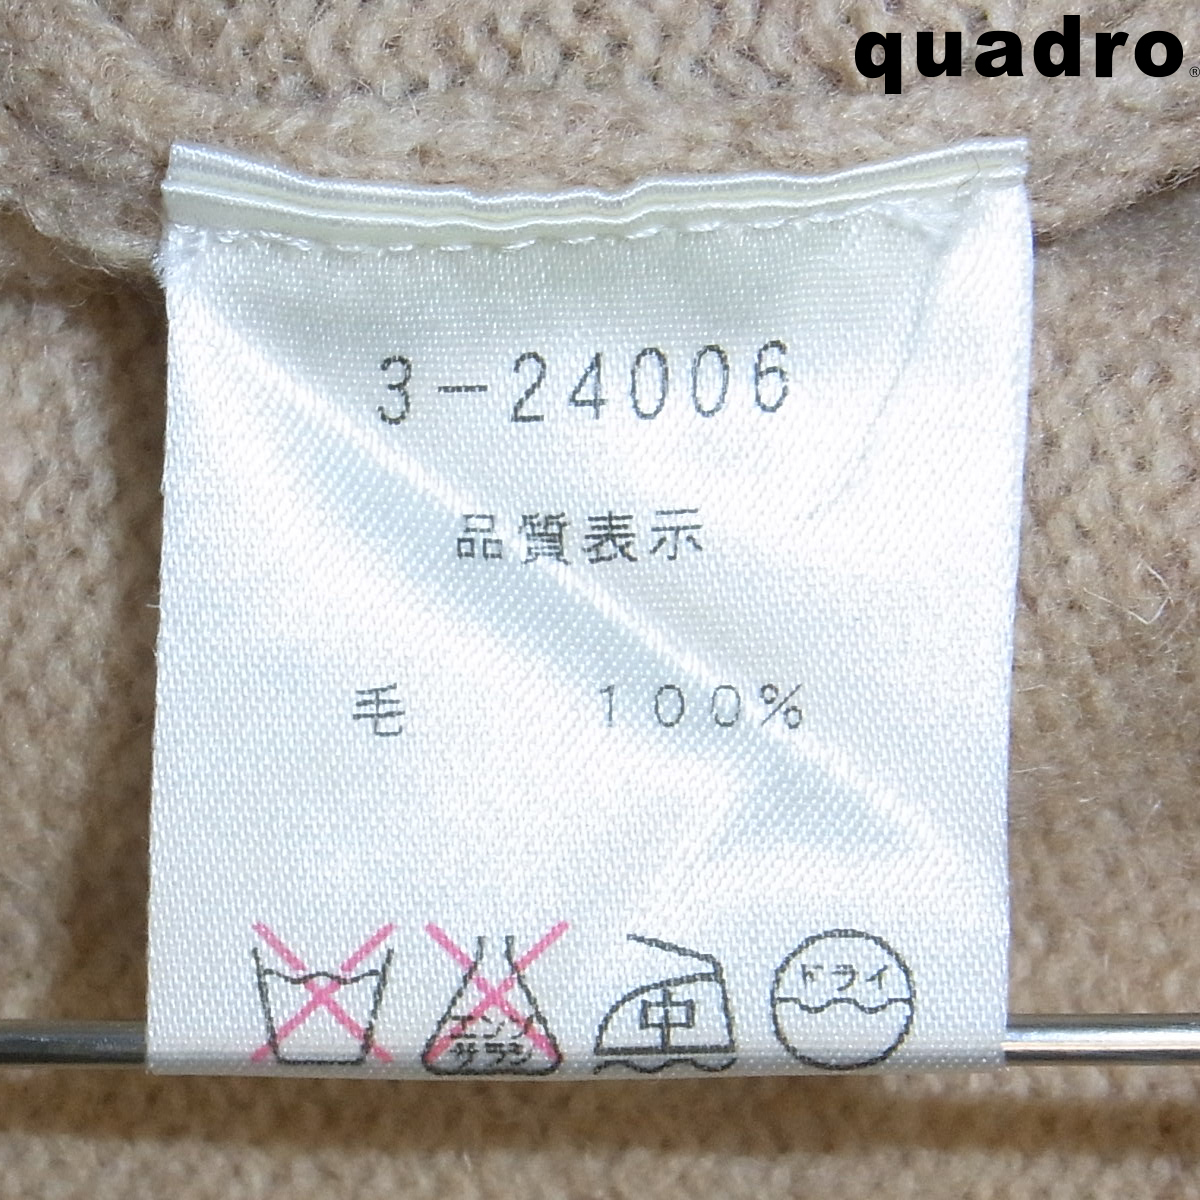 quadro®
3-24006
品質表示
毛 100%
エンソ
サラシ
中
ドライ